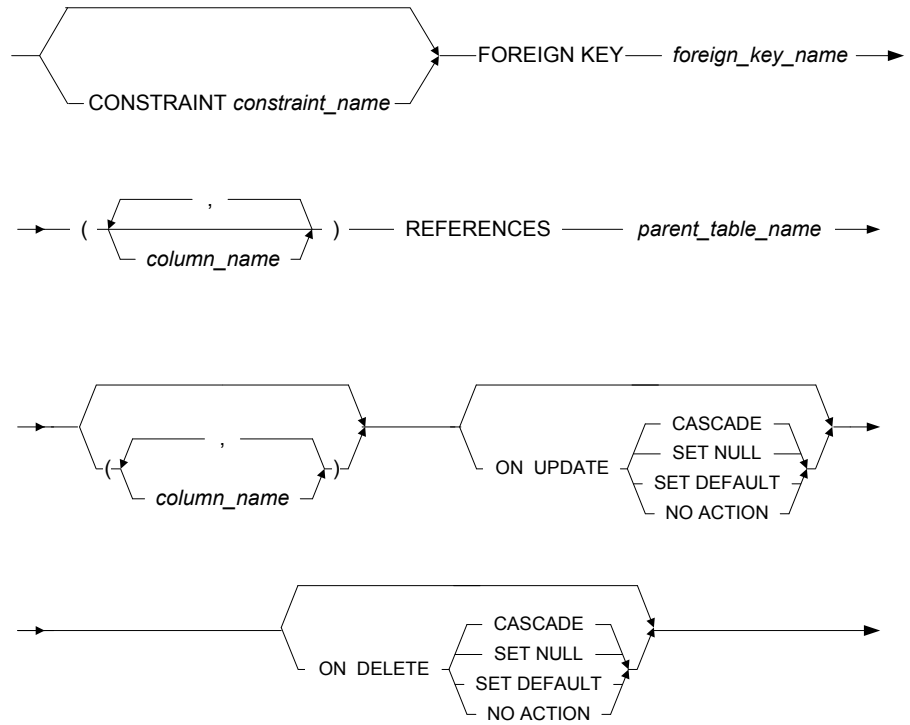 FOREIGN KEY foreign_key_name
CONSTRAINT constraint_name
( , ) REFERENCES parent_table_name
column_name
( , )
column_name
ON UPDATE
CASCADE
SET NULL
SET DEFAULT
NO ACTION
ON DELETE
CASCADE
SET NULL
SET DEFAULT
NO ACTION